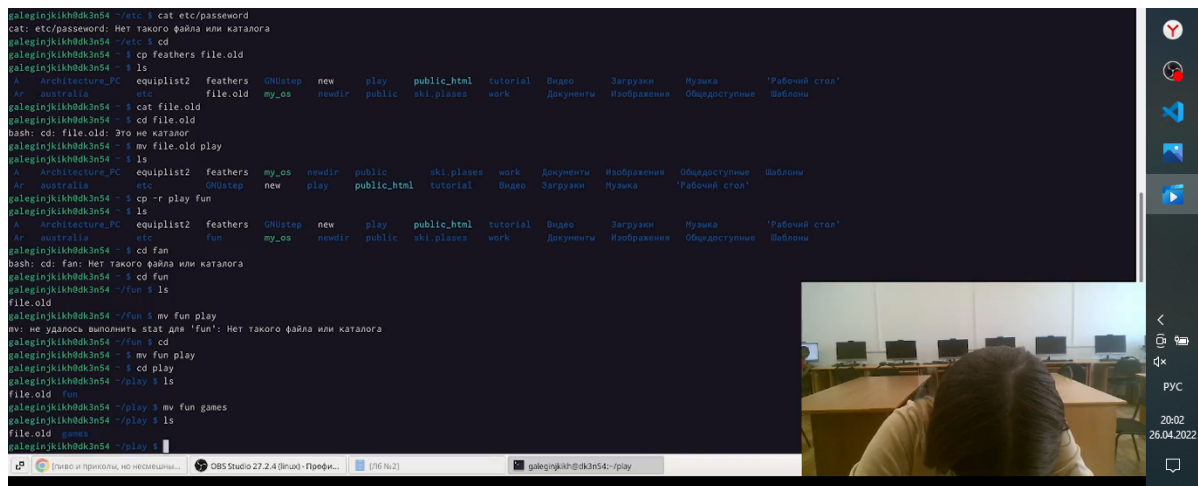 galeginjkikh@dk3n54 ~/etc $ cat etc/passeword
cat: etc/passeword: Нет такого файла или каталога
galeginjkikh@dk3n54 ~/etc $ cd
galeginjkikh@dk3n54 ~ $ cp feathers file.old
galeginjkikh@dk3n54 ~ $ ls
A Architecture_PC equiplist2 feathers GNUstep new play public_html tutorial Видео Загрузки Музыка 'Рабочий стол'
Ar australia etc file.old my_os newdir public ski.plases work Документы Изображения Общедоступные Шаблоны
galeginjkikh@dk3n54 ~ $ cat file.old
galeginjkikh@dk3n54 ~ $ cd file.old
bash: cd: file.old: Это не каталог
galeginjkikh@dk3n54 ~ $ mv file.old play
galeginjkikh@dk3n54 ~ $ ls
A Architecture_PC equiplist2 feathers my_os newdir public ski.plases work Документы Изображения Общедоступные Шаблоны
Ar australia etc GNUstep new play public_html tutorial Видео Загрузки Музыка 'Рабочий стол'
galeginjkikh@dk3n54 ~ $ cp -r play fun
galeginjkikh@dk3n54 ~ $ ls
A Architecture_PC equiplist2 feathers GNUstep new play public_html tutorial Видео Загрузки Музыка 'Рабочий стол'
Ar australia etc fun my_os newdir public ski.plases work Документы Изображения Общедоступные Шаблоны
galeginjkikh@dk3n54 ~ $ cd fan
bash: cd: fan: Нет такого файла или каталога
galeginjkikh@dk3n54 ~ $ cd fun
galeginjkikh@dk3n54 ~/fun $ ls
file.old
galeginjkikh@dk3n54 ~/fun $ mv fun play
mv: не удалось выполнить stat для 'fun': Нет такого файла или каталога
galeginjkikh@dk3n54 ~/fun $ cd
galeginjkikh@dk3n54 ~ $ mv fun play
galeginjkikh@dk3n54 ~ $ cd play
galeginjkikh@dk3n54 ~/play $ ls
file.old fun
galeginjkikh@dk3n54 ~/play $ mv fun games
galeginjkikh@dk3n54 ~/play $ ls
file.old games
galeginjkikh@dk3n54 ~/play $
[пиво и приколы, но несмешны... OBS Studio 27.2.4 (linux) - Профи... [Лб №2] galeginjkikh@dk3n54:~/play
РУС
20:02
26.04.2022